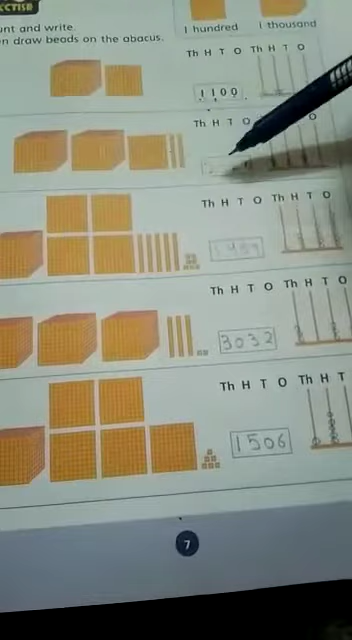 1 hundred 1 thousand
unt and write.
n draw beads on the abacus.
Th H T O Th H T O
1100
Th H T O
Th H T O Th H T O
Th H T O Th H T O
3032
Th H T O Th H T
1506
7